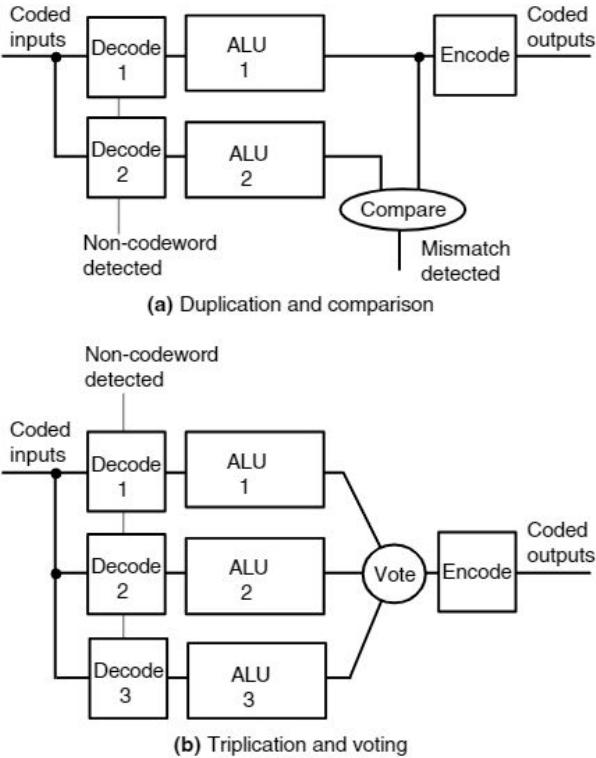 Coded
inputs
Decode
1
ALU
1
Encode
Coded
outputs
Decode
2
ALU
2
Compare
Non-codeword
detected
Mismatch
detected
(a) Duplication and comparison
Non-codeword
detected
Coded
inputs
Decode
1
ALU
1
Decode
2
ALU
2
Vote
Encode
Coded
outputs
Decode
3
ALU
3
(b) Triplication and voting